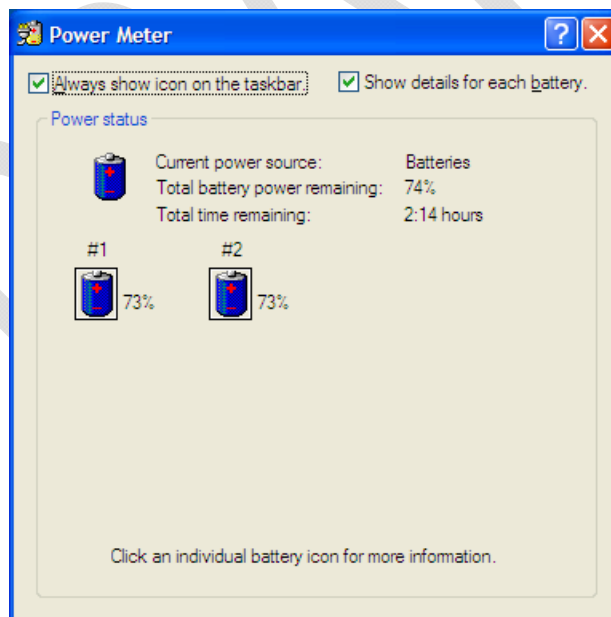 Power Meter
Always show icon on the taskbar. Show details for each battery.
Power status
Current power source: Batteries
Total battery power remaining: 74%
Total time remaining: 2:14 hours
#1 #2
73% 73%
Click an individual battery icon for more information.